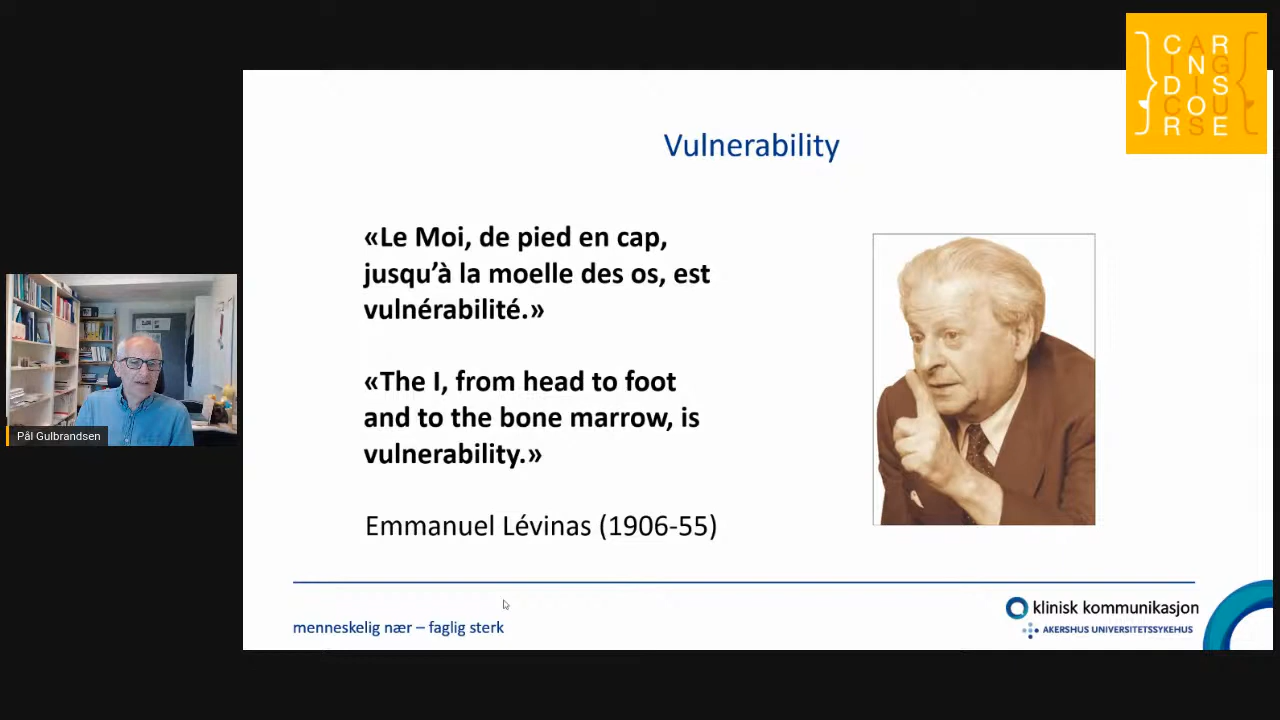 CARING
DISCOURSE
Vulnerability
«Le Moi, de pied en cap,
jusqu’à la moelle des os, est
vulnérabilité.»
«The I, from head to foot
and to the bone marrow, is
vulnerability.»
Emmanuel Lévinas (1906-55)
Pål Gulbrandsen
menneskelig nær – faglig sterk
klinisk kommunikasjon
AKERSHUS UNIVERSITETSSYKEHUS